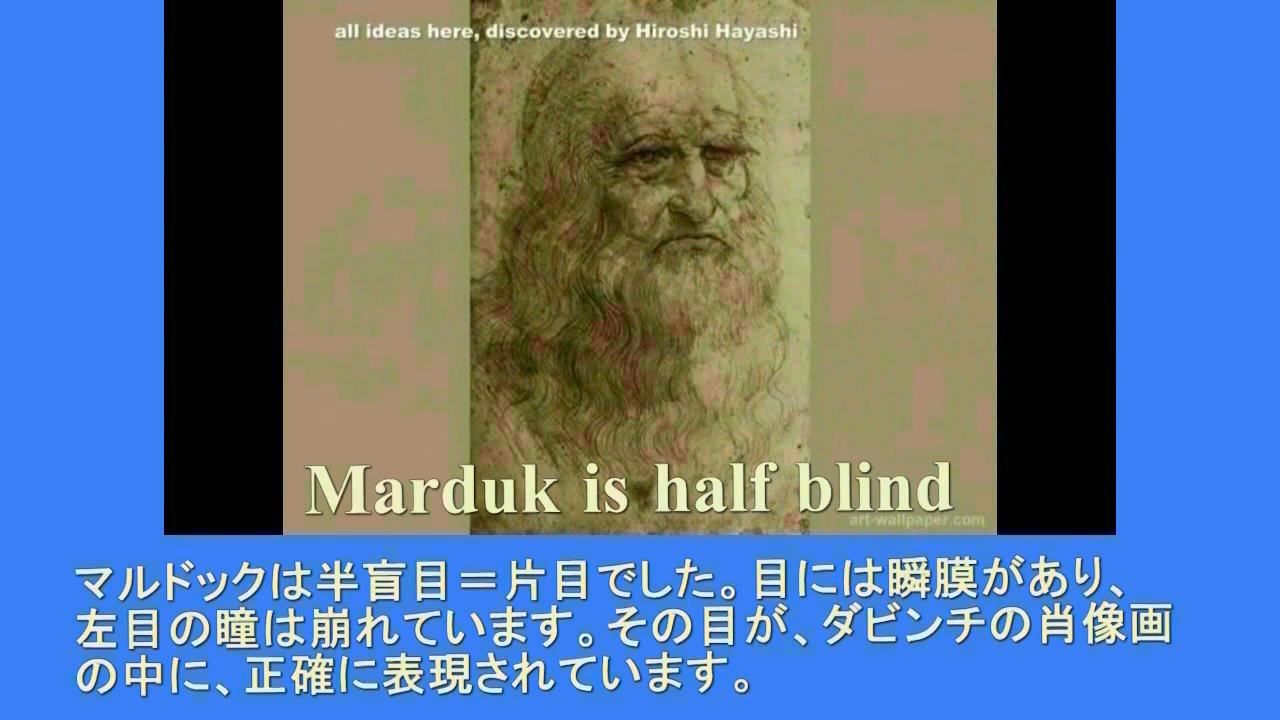 all ideas here, discovered by Hiroshi Hayashi
Marduk is half blind
art-wallpaper.com
マルドックは半盲目＝片目でした。目には瞬膜があり、
左目の瞳は崩れています。その目が、ダビンチの肖像画
の中に、正確に表現されています。